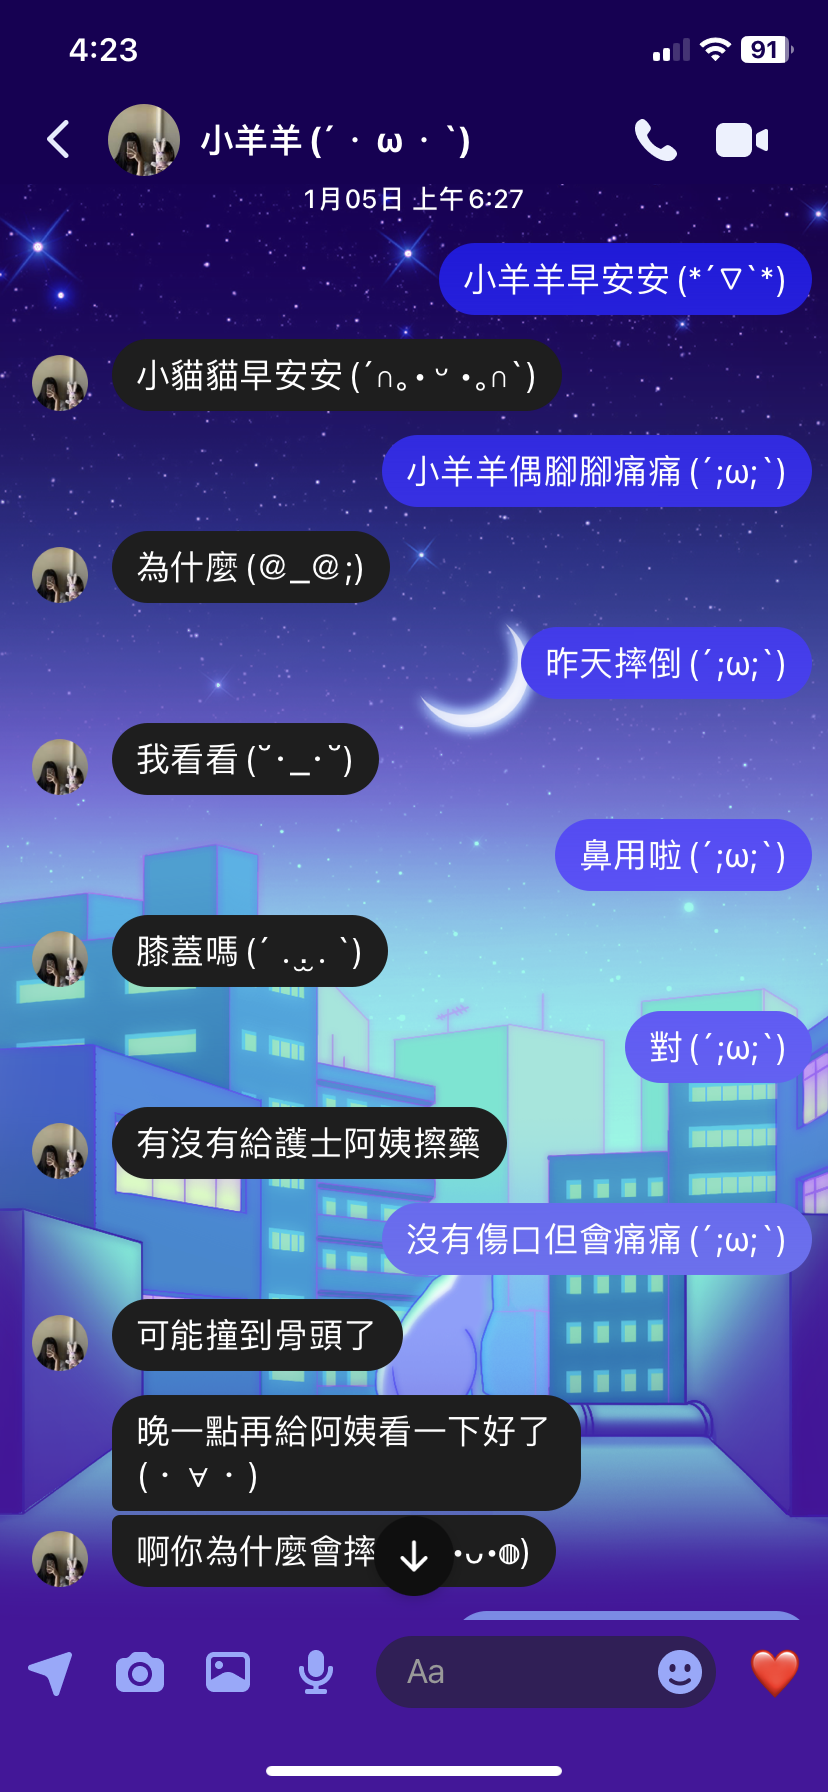 4:23
91
小羊羊 (´・ω・`)
1月05日 上午6:27
小羊羊早安安 (*´∇`*)
小貓貓早安安 (´∩｡• ᵕ •｡∩`)
小羊羊偶腳腳痛痛 (´;ω;`)
為什麼 (@_@;)
昨天摔倒 (´;ω;`)
我看看 (˘･_･˘)
鼻用啦 (´;ω;`)
膝蓋嗎 (´ . .̫ . `)
對 (´;ω;`)
有沒有給護士阿姨擦藥
沒有傷口但會痛痛 (´;ω;`)
可能撞到骨頭了
晚一點再給阿姨看一下好了
(・∀・)
啊你為什麼會摔 •ᴗ•◍)
Aa